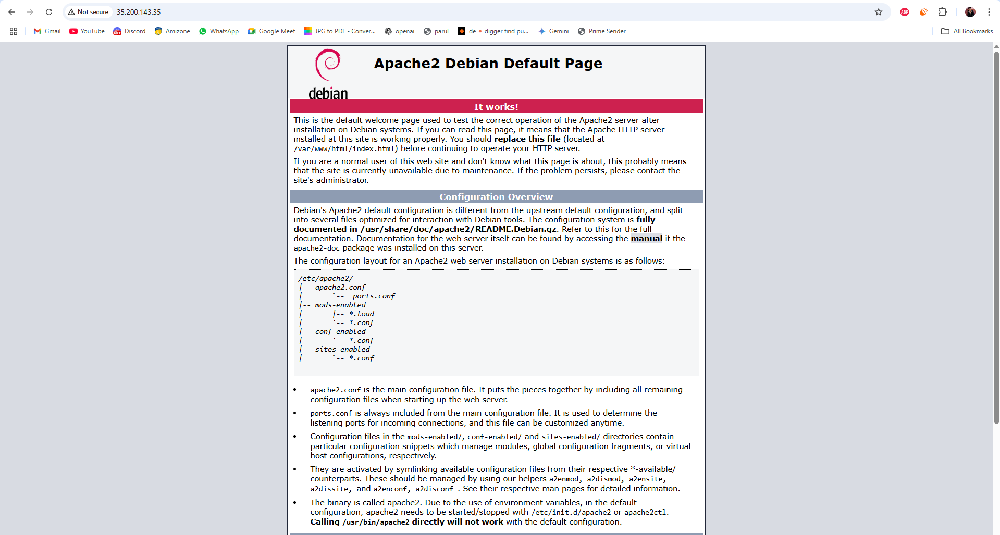 Not secure 35.200.143.35
ABP
Gmail YouTube 6k+ Discord Amizone WhatsApp Google Meet JPG to PDF - Conver... openai parul de • digger find pu... Gemini Prime Sender All Bookmarks
debian
Apache2 Debian Default Page
It works!
This is the default welcome page used to test the correct operation of the Apache2 server after
installation on Debian systems. If you can read this page, it means that the Apache HTTP server
installed at this site is working properly. You should replace this file (located at
/var/www/html/index.html) before continuing to operate your HTTP server.
If you are a normal user of this web site and don't know what this page is about, this probably means
that the site is currently unavailable due to maintenance. If the problem persists, please contact the
site's administrator.
Configuration Overview
Debian's Apache2 default configuration is different from the upstream default configuration, and split
into several files optimized for interaction with Debian tools. The configuration system is fully
documented in /usr/share/doc/apache2/README.Debian.gz. Refer to this for the full
documentation. Documentation for the web server itself can be found by accessing the manual if the
apache2-doc package was installed on this server.
The configuration layout for an Apache2 web server installation on Debian systems is as follows:
/etc/apache2/
|-- apache2.conf
|       `--  ports.conf
|-- mods-enabled
|       |-- *.load
|       `-- *.conf
|-- conf-enabled
|       `-- *.conf
|-- sites-enabled
|       `-- *.conf
• apache2.conf is the main configuration file. It puts the pieces together by including all remaining
configuration files when starting up the web server.
• ports.conf is always included from the main configuration file. It is used to determine the
listening ports for incoming connections, and this file can be customized anytime.
• Configuration files in the mods-enabled/, conf-enabled/ and sites-enabled/ directories contain
particular configuration snippets which manage modules, global configuration fragments, or virtual
host configurations, respectively.
• They are activated by symlinking available configuration files from their respective *-available/
counterparts. These should be managed by using our helpers a2enmod, a2dismod, a2ensite,
a2dissite, and a2enconf, a2disconf . See their respective man pages for detailed information.
• The binary is called apache2. Due to the use of environment variables, in the default
configuration, apache2 needs to be started/stopped with /etc/init.d/apache2 or apache2ctl.
Calling /usr/bin/apache2 directly will not work with the default configuration.